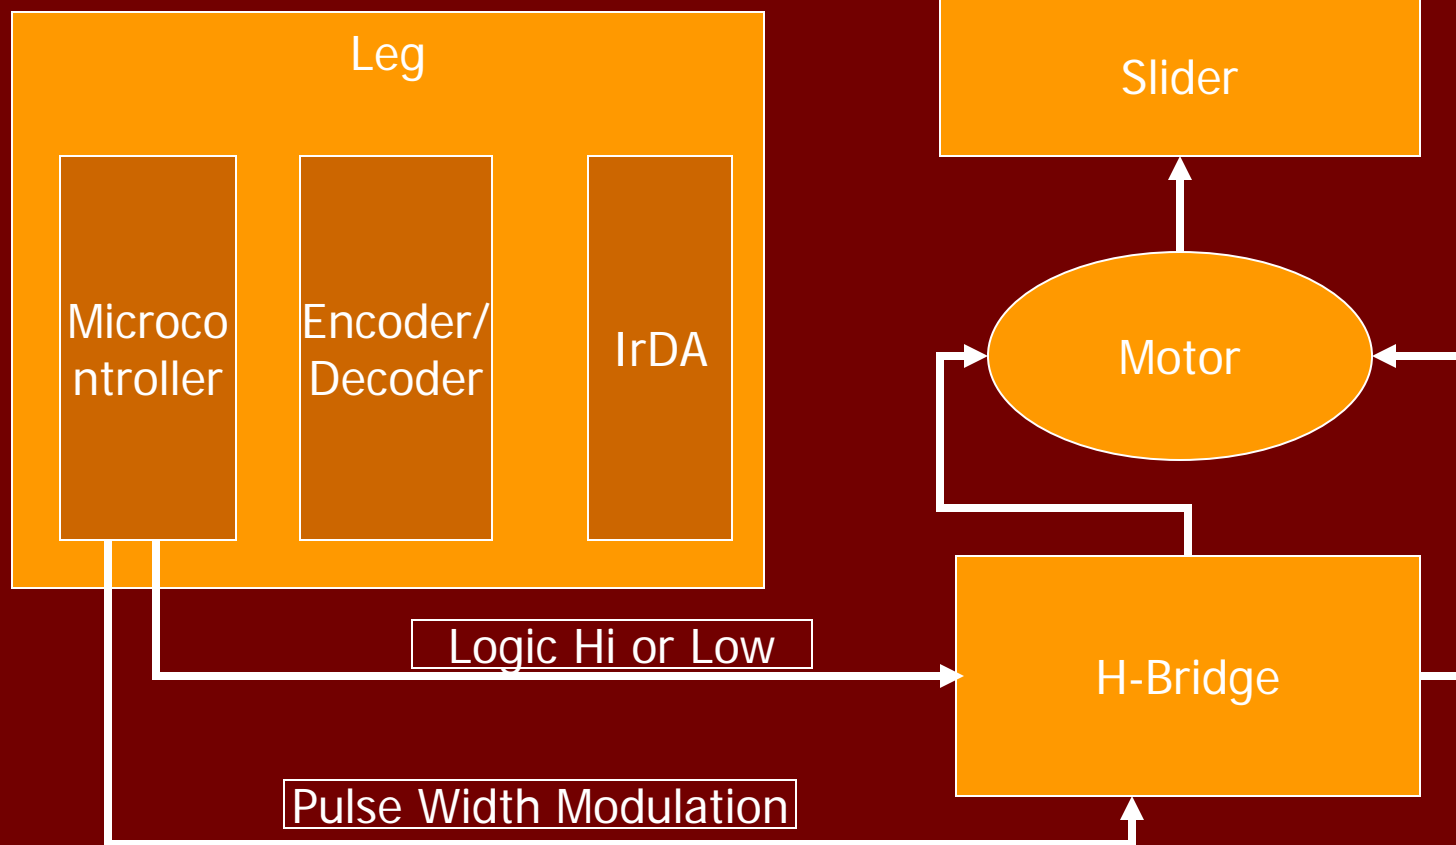 Leg
Slider
Microco
ntroller
Encoder/
Decoder
IrDA
Motor
Logic Hi or Low
H-Bridge
Pulse Width Modulation